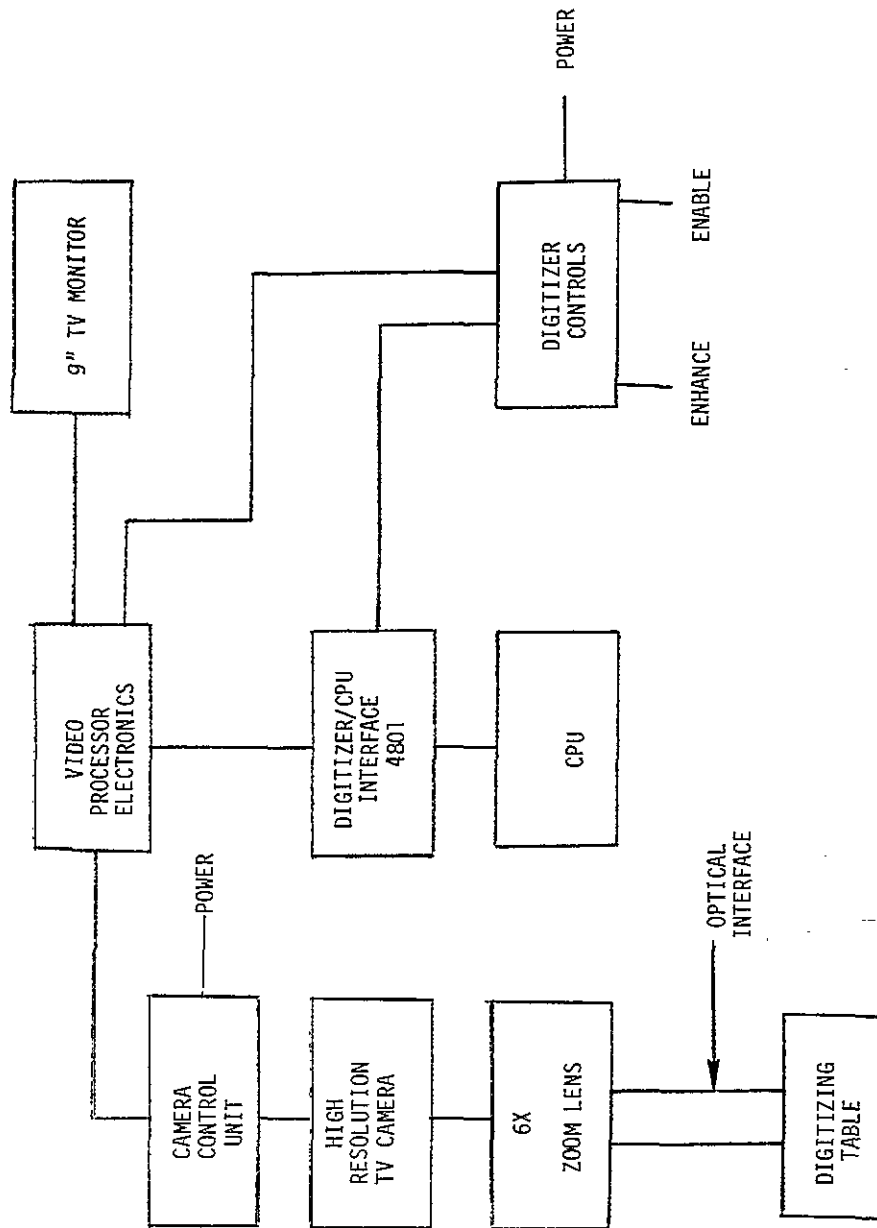 9" TV MONITOR
VIDEO
PROCESSOR
ELECTRONICS
CAMERA
CONTROL
UNIT
POWER
HIGH
RESOLUTION
TV CAMERA
DIGITIZER/CPU
INTERFACE
4801
6X
ZOOM LENS
CPU
DIGITIZER
CONTROLS
POWER
ENHANCE
ENABLE
OPTICAL
INTERFACE
DIGITIZING
TABLE